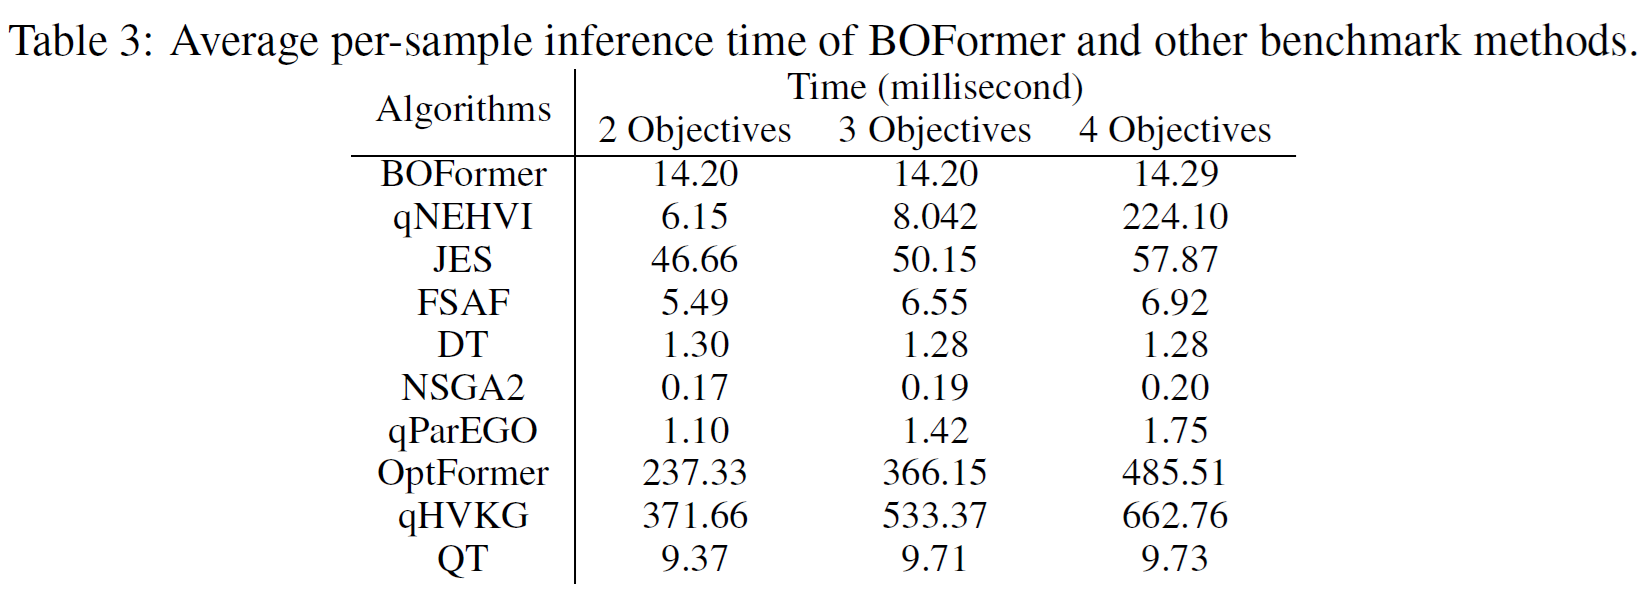 Table 3: Average per-sample inference time of BOFormer and other benchmark methods.
Algorithms Time (millisecond)
2 Objectives 3 Objectives 4 Objectives
BOFormer 14.20 14.20 14.29
qNEHVI 6.15 8.042 224.10
JES 46.66 50.15 57.87
FSAF 5.49 6.55 6.92
DT 1.30 1.28 1.28
NSGA2 0.17 0.19 0.20
qParEGO 1.10 1.42 1.75
OptFormer 237.33 366.15 485.51
qHVKG 371.66 533.37 662.76
QT 9.37 9.71 9.73